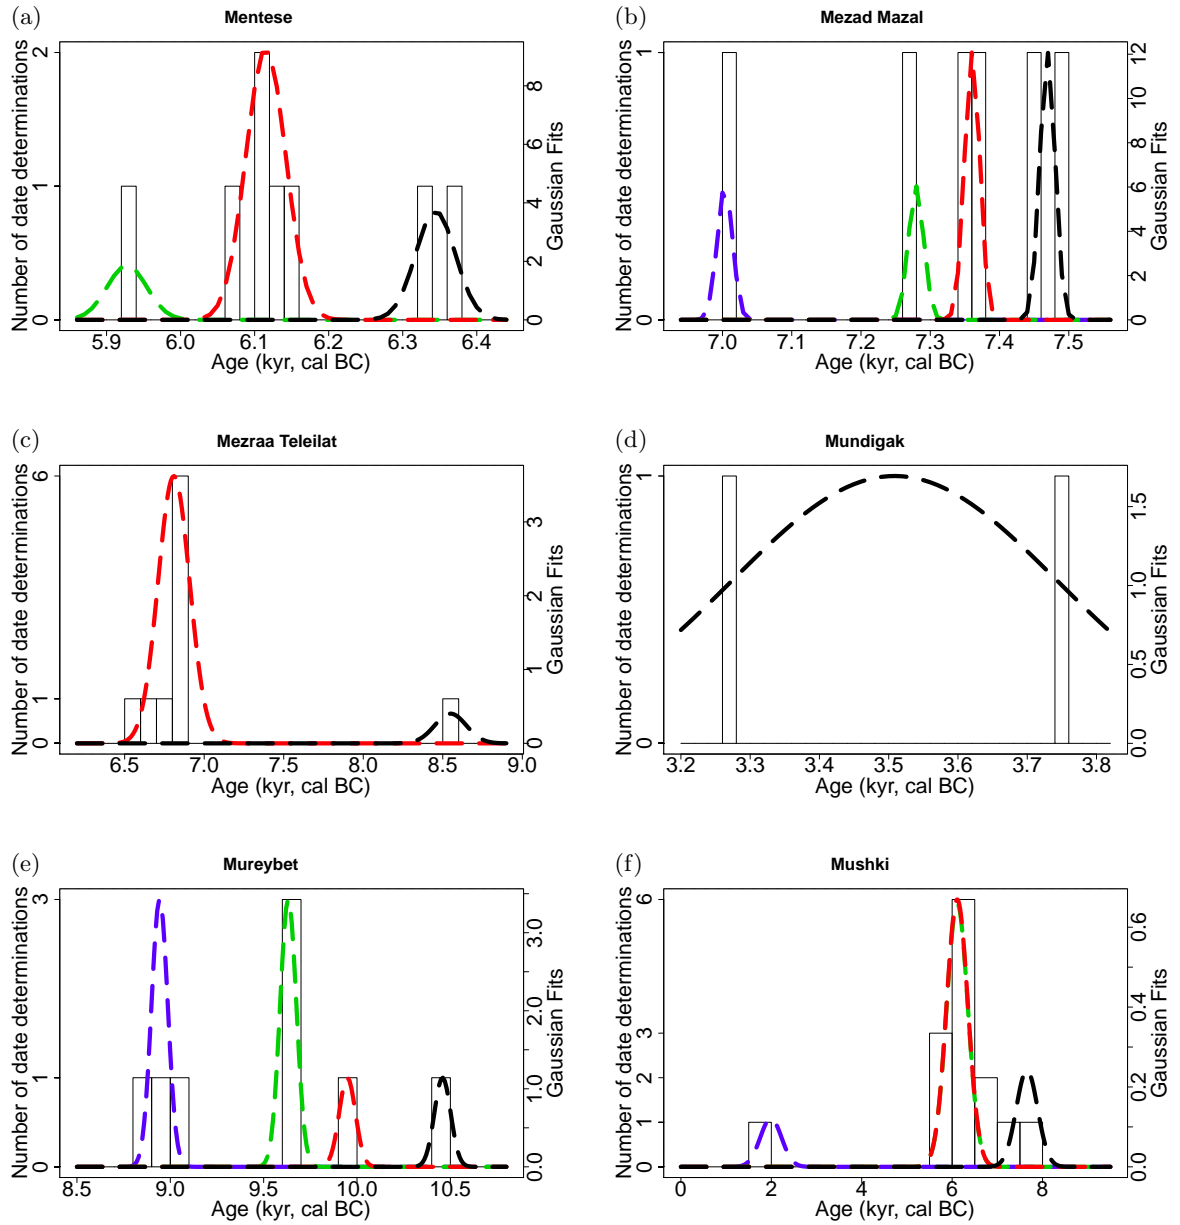 (a)
Mentese
Number of date determinations
0 1 2
5.9 6.0 6.1 6.2 6.3 6.4
Age (kyr, cal BC)
0 2 4 6 8
Gaussian Fits
(b)
Mezad Mazal
Number of date determinations
0 1
7.0 7.1 7.2 7.3 7.4 7.5
Age (kyr, cal BC)
0 2 4 6 8 10 12
Gaussian Fits
(c)
Mezraa Teleilat
Number of date determinations
0 1 6
6.5 7.0 7.5 8.0 8.5 9.0
Age (kyr, cal BC)
0 1 2 3
Gaussian Fits
(d)
Mundigak
Number of date determinations
0 1
3.2 3.3 3.4 3.5 3.6 3.7 3.8
Age (kyr, cal BC)
0.0 0.5 1.0 1.5
Gaussian Fits
(e)
Mureybet
Number of date determinations
0 1 3
8.5 9.0 9.5 10.0 10.5
Age (kyr, cal BC)
0.0 1.0 2.0 3.0
Gaussian Fits
(f)
Mushki
Number of date determinations
0 1 2 3 6
0 2 4 6 8
Age (kyr, cal BC)
0.0 0.2 0.4 0.6
Gaussian Fits